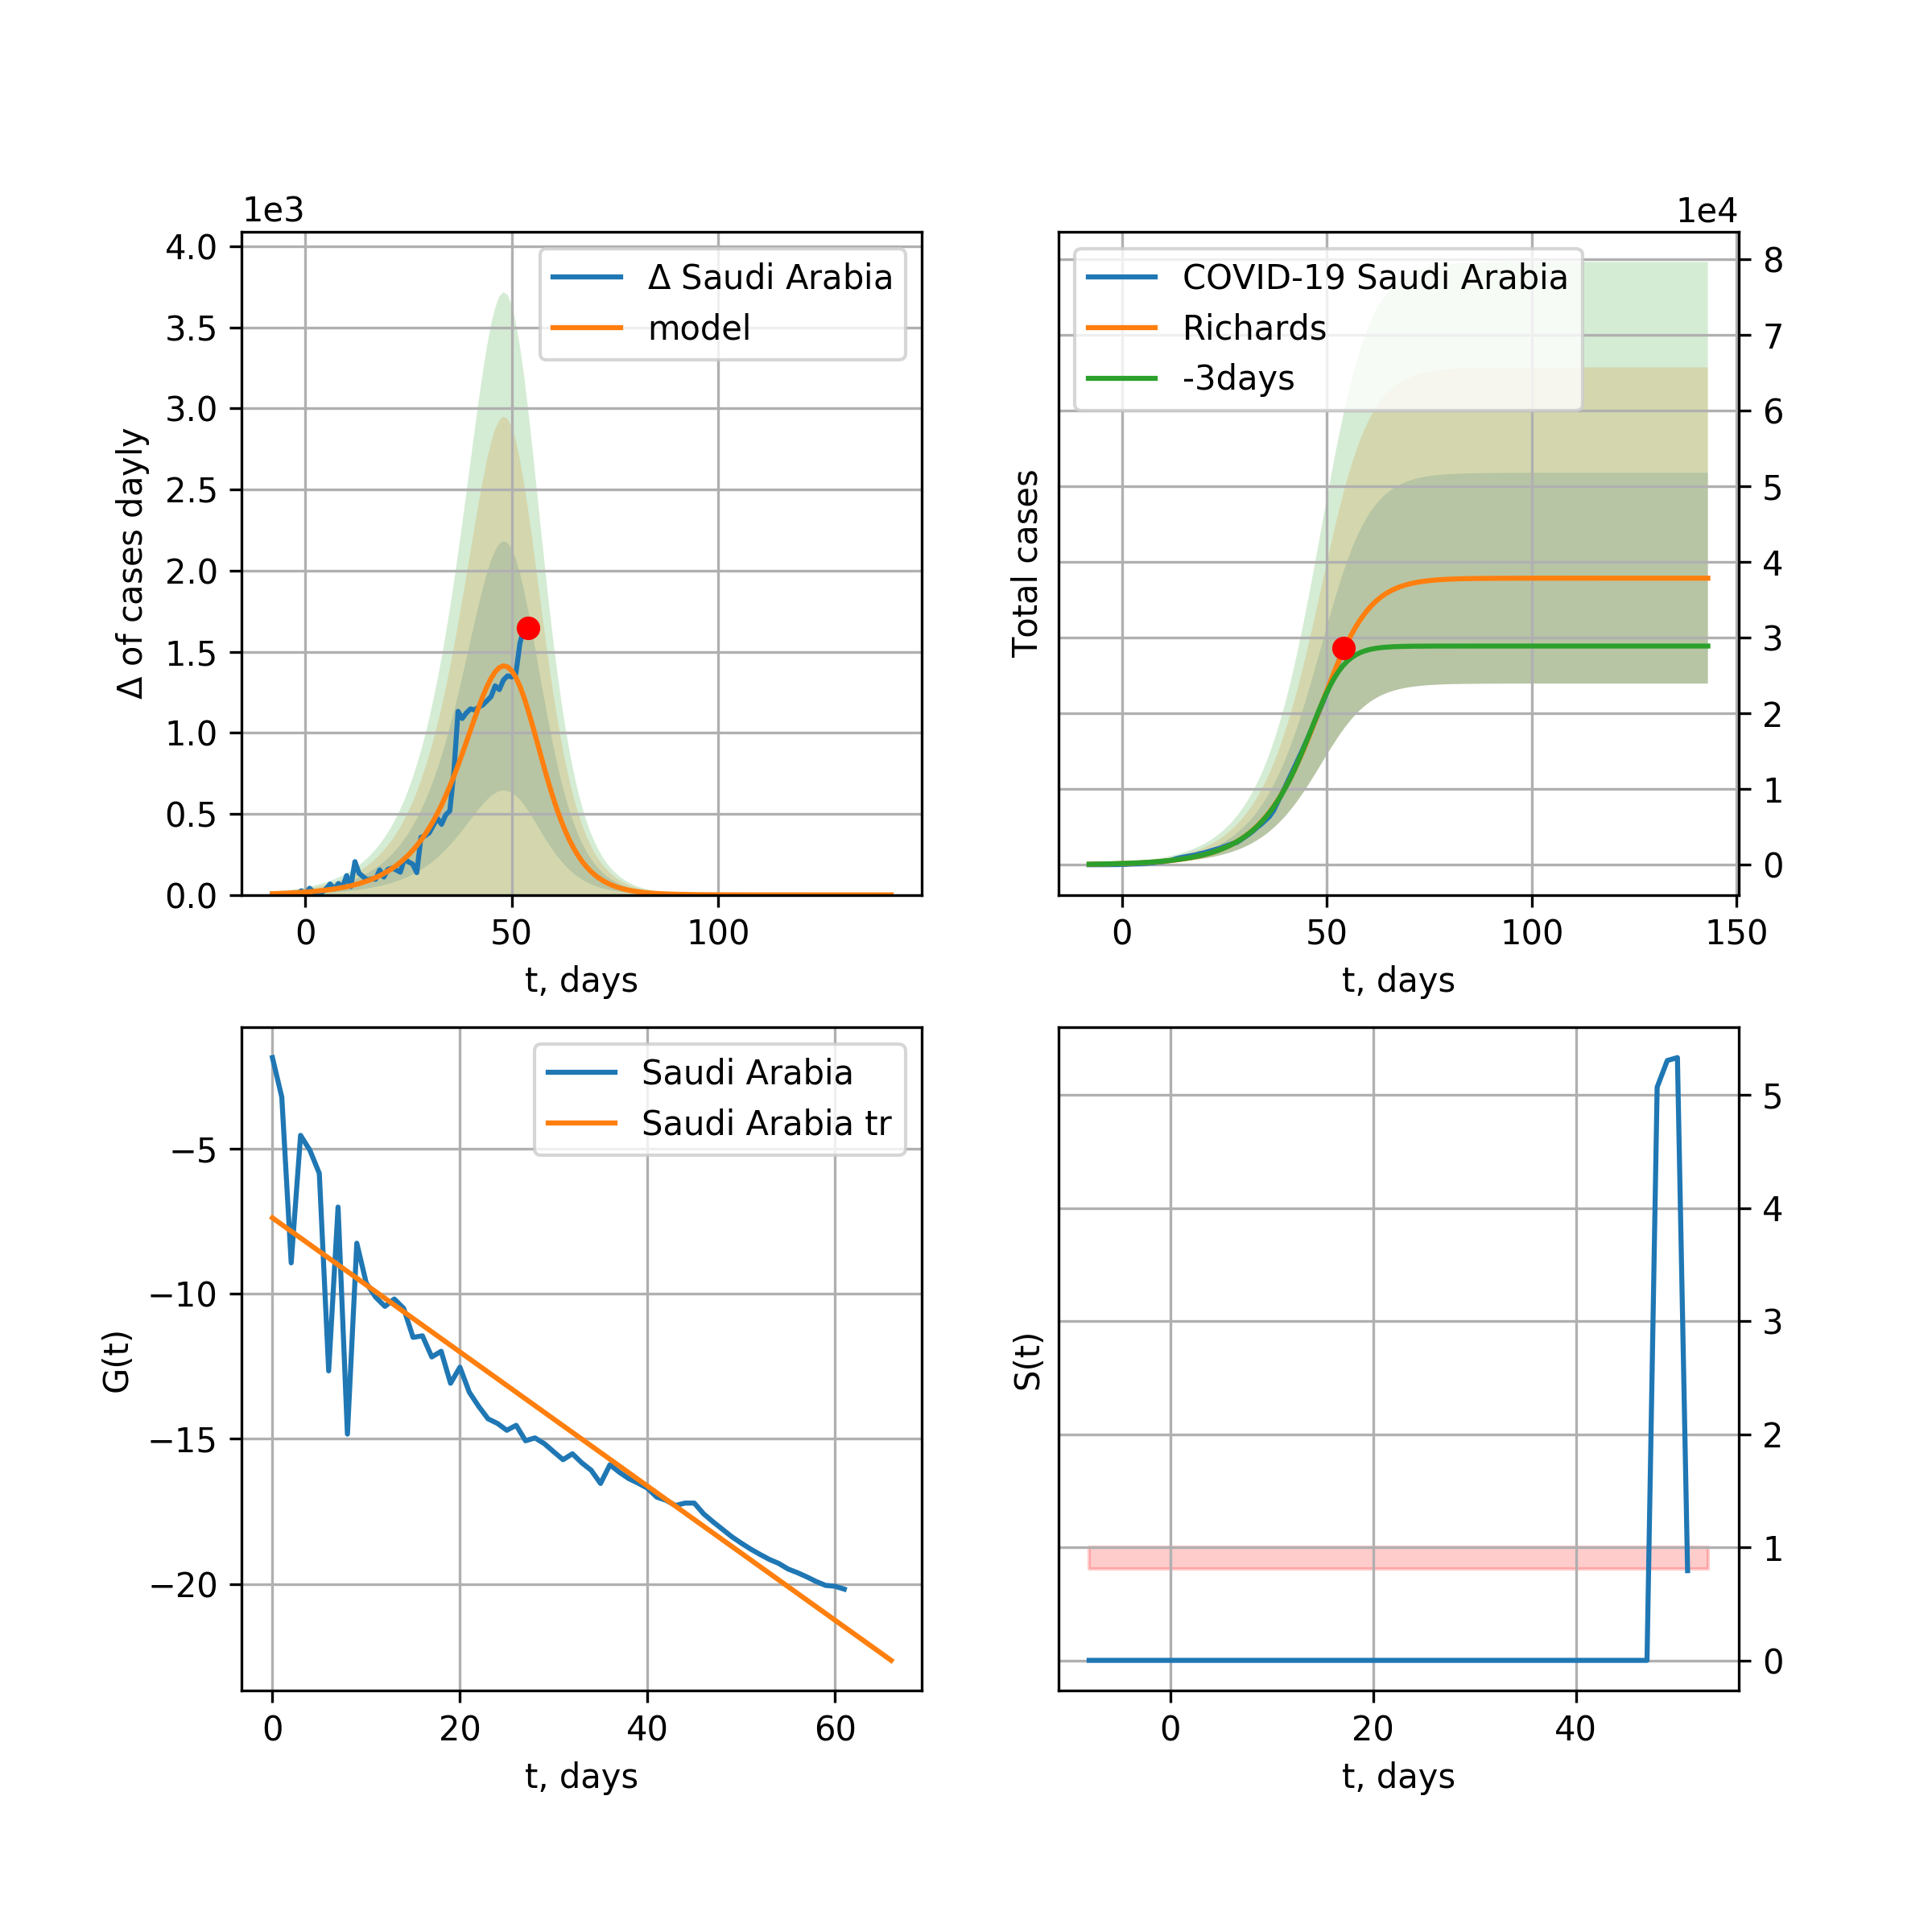 1e3
4.0
3.5
3.0
2.5
2.0
1.5
1.0
0.5
0.0
Δ of cases dayly
Δ Saudi Arabia
model
0 50 100
t, days
1e4
COVID-19 Saudi Arabia
Richards
-3days
Total cases
8
7
6
5
4
3
2
1
0
0 50 100 150
t, days
Saudi Arabia
Saudi Arabia tr
G(t)
−5
−10
−15
−20
0 20 40 60
t, days
S(t)
5
4
3
2
1
0
0 20 40
t, days